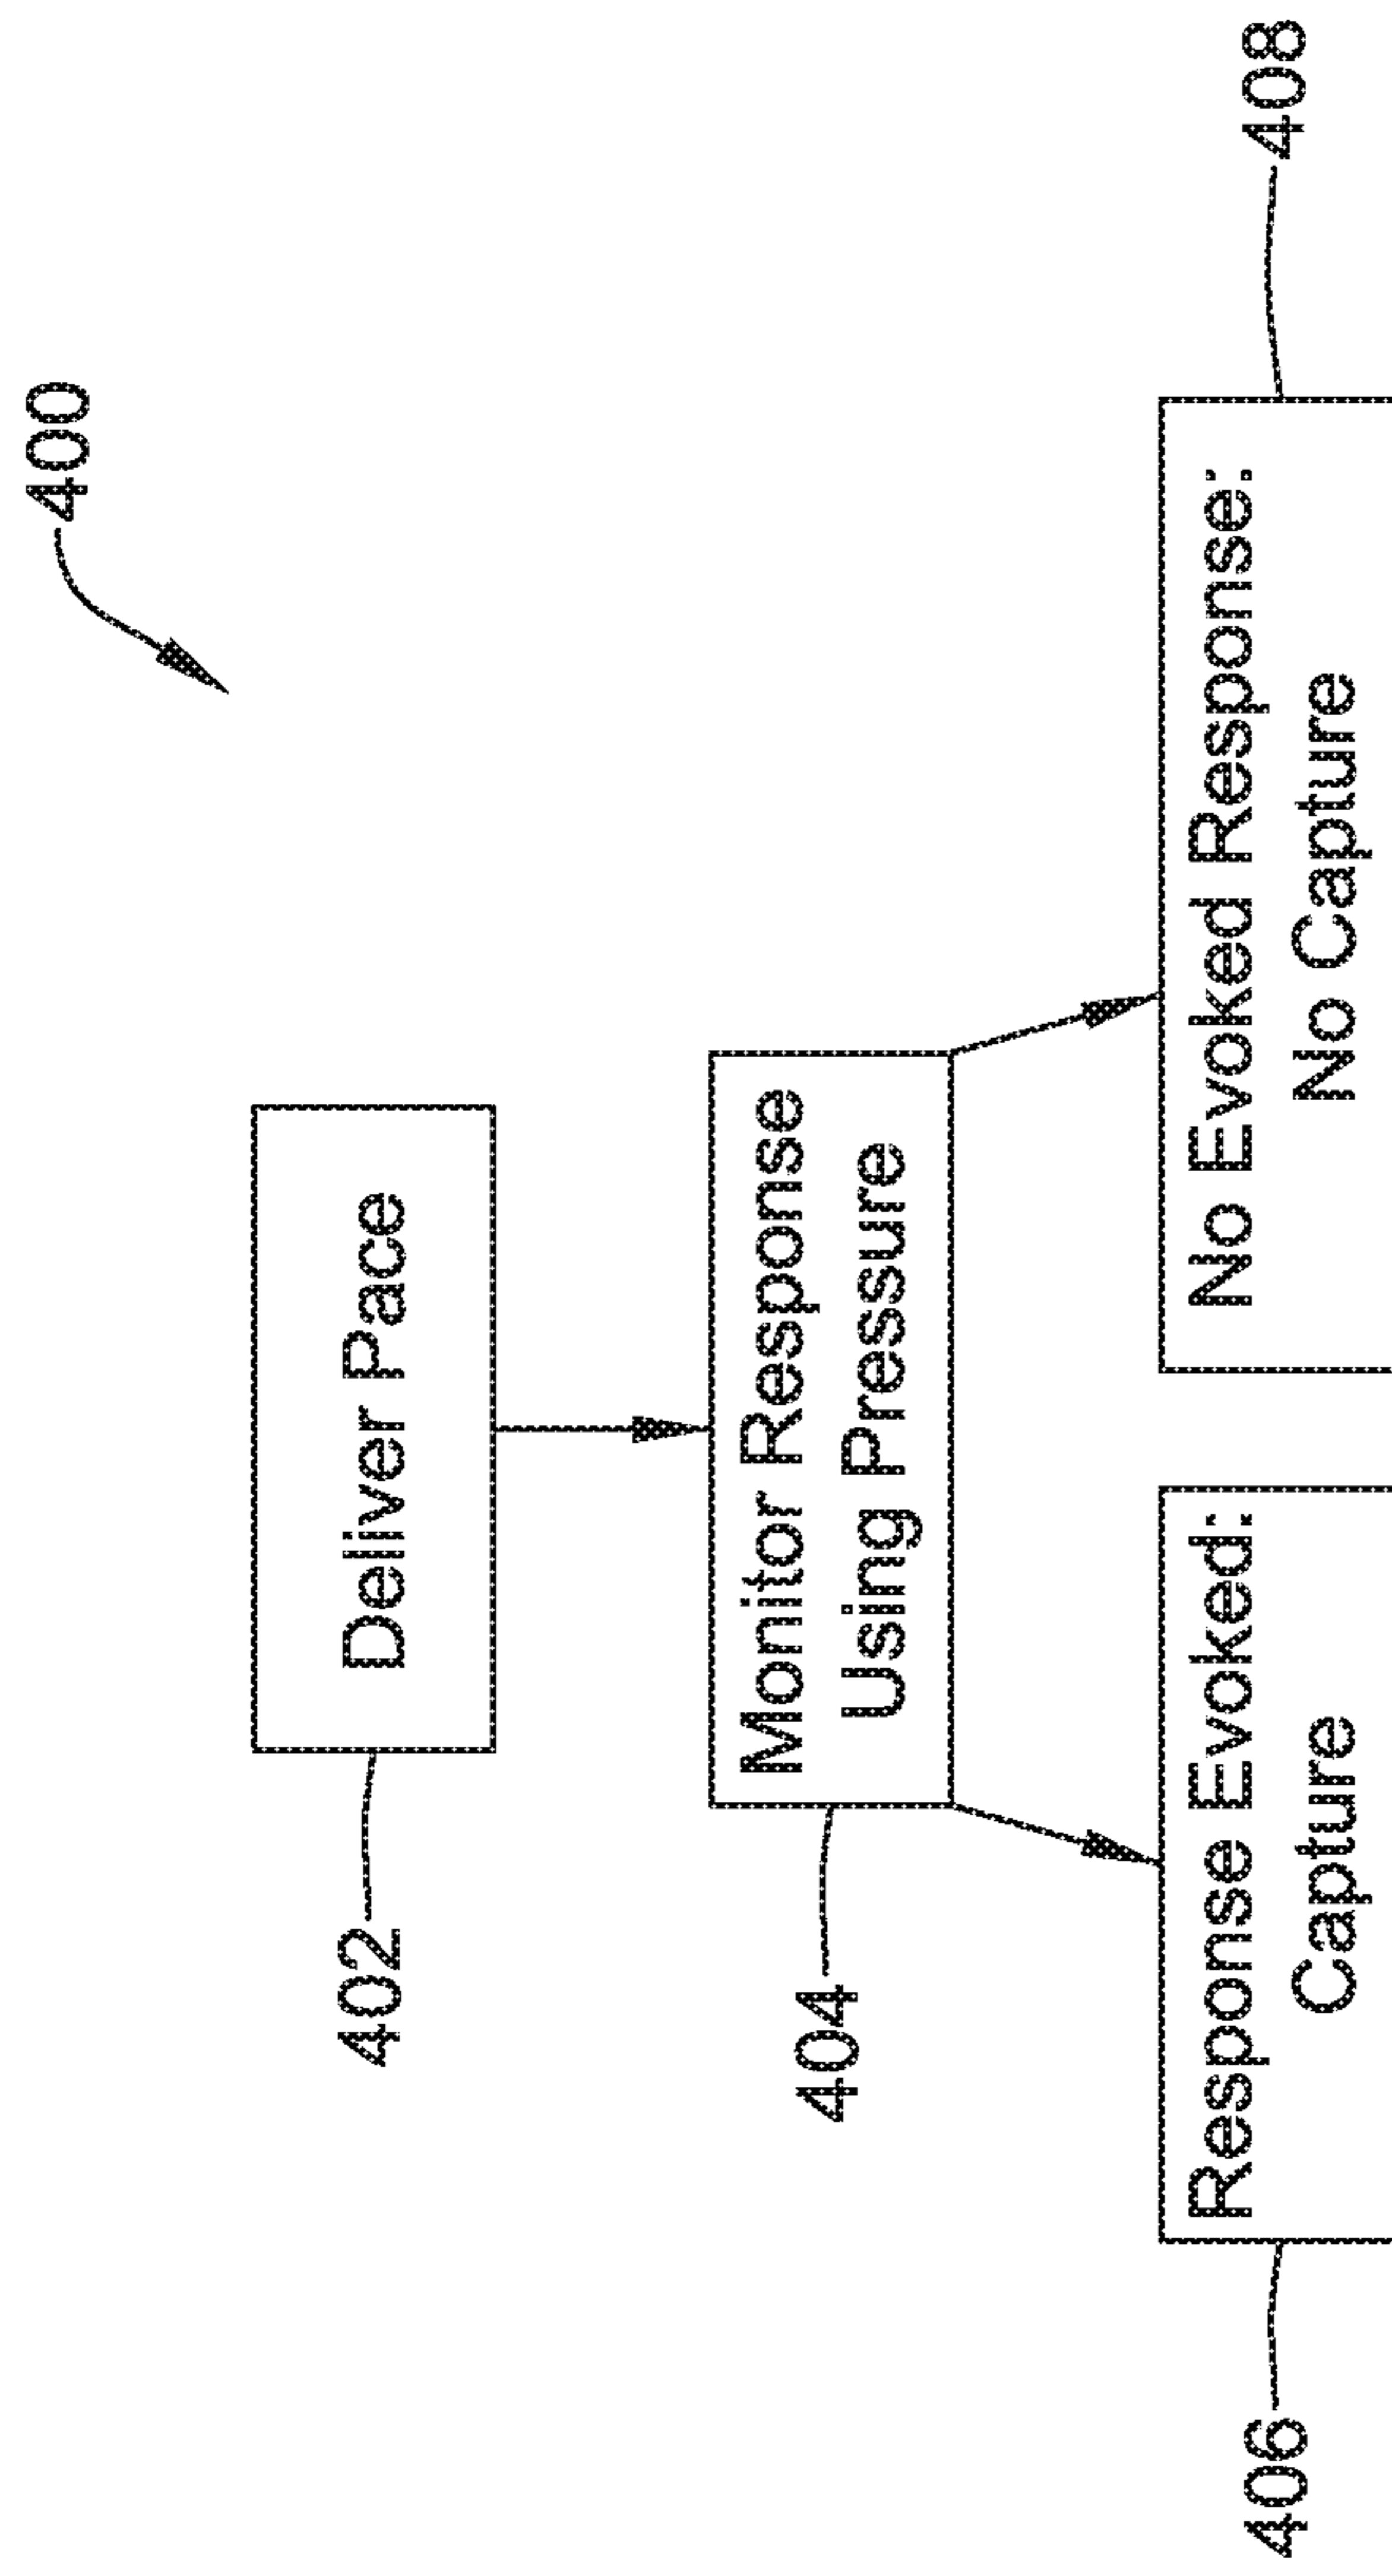 400
402
Deliver Pace
404
Monitor Response
Using Pressure
406
Response Evoked:
Capture
No Evoked Response:
No Capture
408